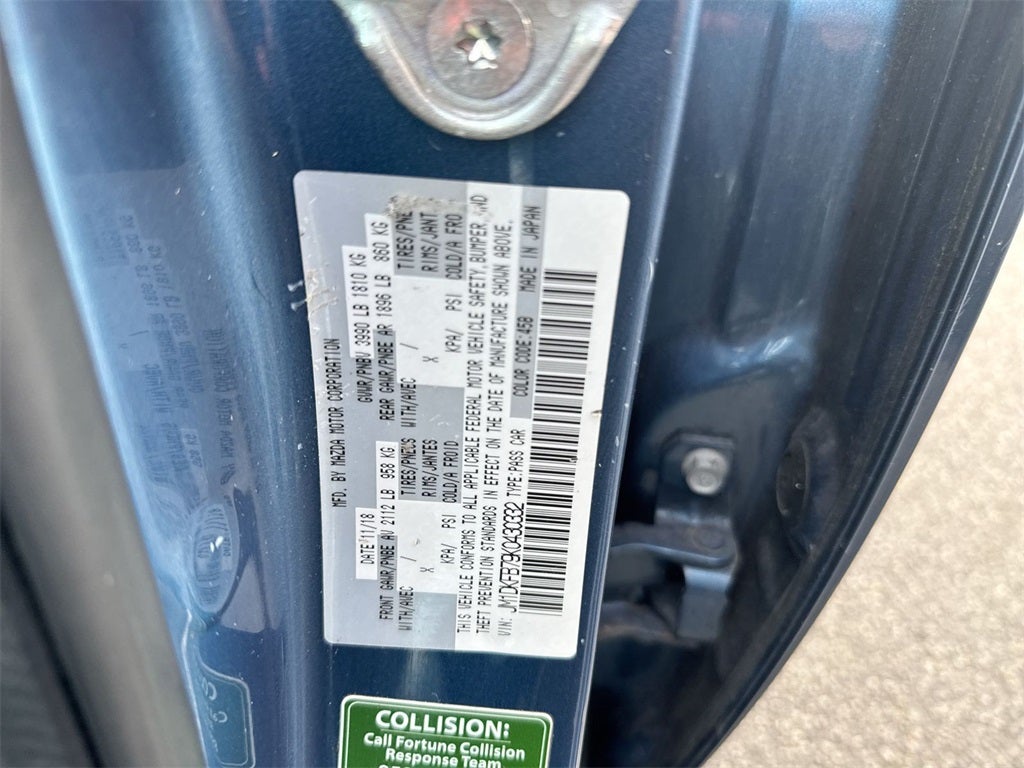 MFD. BY MAZDA MOTOR CORPORATION
DATE: 11/18 GVWR/PNBV 3990 LB 1810 KG
FRONT GAWR/PNBE AV 2112 LB 958 KG REAR GAWR/PNBE AR 1896 LB 860 KG
WITH/AVEC TIRES/PNEUS WITH/AVEC TIRES/PNE
X / RIMS/JANTES X / RIMS/JANT
KPA/ PSI COLD/A FROID KPA/ PSI COLD/A FRO
THIS VEHICLE CONFORMS TO ALL APPLICABLE FEDERAL MOTOR VEHICLE SAFETY, BUMPER, AND
THEFT PREVENTION STANDARDS IN EFFECT ON THE DATE OF MANUFACTURE SHOWN ABOVE.
VIN: JM1DKFB79K0430332 TYPE:PASS CAR COLOR CODE:45B MADE IN JAPAN
COLLISION:
Call Fortune Collision
Response Team